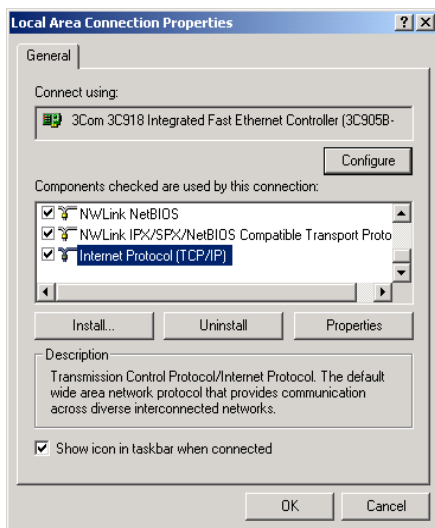 Local Area Connection Properties
General
Connect using:
3Com 3C918 Integrated Fast Ethernet Controller (3C905B-
Configure
Components checked are used by this connection:
NWLink NetBIOS
NWLink IPX/SPX/NetBIOS Compatible Transport Proto
Internet Protocol (TCP/IP)
Install... Uninstall Properties
Description
Transmission Control Protocol/Internet Protocol. The default
wide area network protocol that provides communication
across diverse interconnected networks.
Show icon in taskbar when connected
OK Cancel